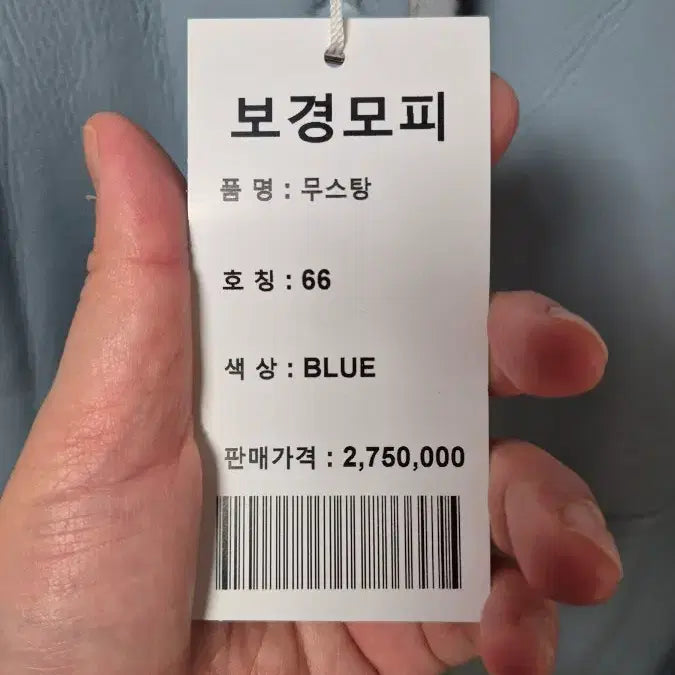 보경모피
품 명 : 무스탕
호 칭 : 66
색 상 : BLUE
판매가격 : 2,750,000